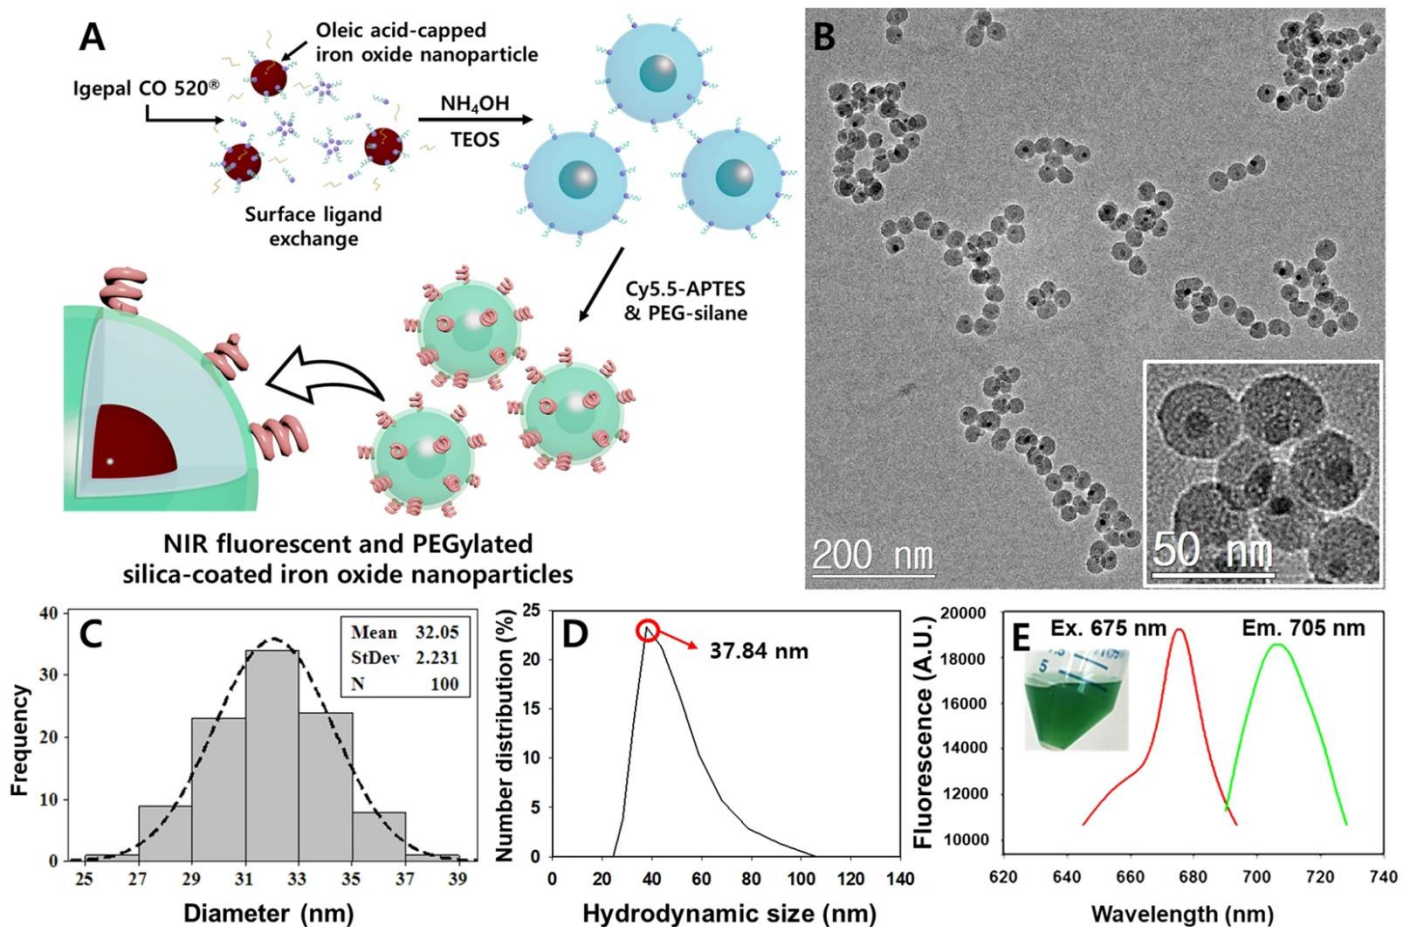 A
Oleic acid-capped
iron oxide nanoparticle
Igepal CO 520®
NH₄OH
TEOS
Surface ligand
exchange
Cy5.5-APTES
& PEG-silane
NIR fluorescent and PEGylated
silica-coated iron oxide nanoparticles
B
200 nm
50 nm
C
Mean 32.05
StDev 2.231
N 100
Frequency
40
30
20
10
0
25 27 29 31 33 35 37 39
Diameter (nm)
D
37.84 nm
Number distribution (%)
25
20
15
10
5
0
0 20 40 60 80 100 120 140
Hydrodynamic size (nm)
E
Ex. 675 nm
Em. 705 nm
5
Fluorescence (A.U.)
20000
18000
16000
14000
12000
10000
620 640 660 680 700 720 740
Wavelength (nm)